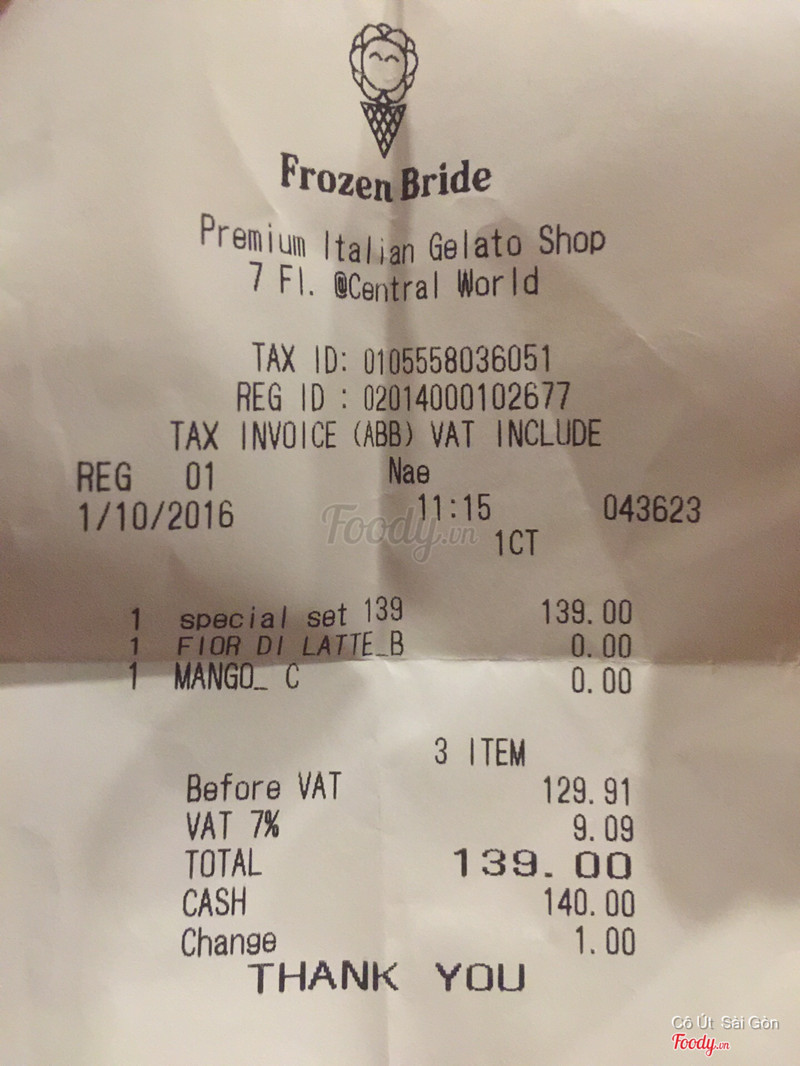 Frozen Bride
Premium Italian Gelato Shop
7 Fl. @Central World
TAX ID: 0105558036051
REG ID : 02014000102677
TAX INVOICE (ABB) VAT INCLUDE
REG 01 Nae
1/10/2016 11:15 043623
Foody.vn
1CT
1 special set 139 139.00
1 FIOR DI LATTE_B 0.00
1 MANGO_ C 0.00
3 ITEM
Before VAT 129.91
VAT 7% 9.09
TOTAL 139.00
CASH 140.00
Change 1.00
THANK YOU
Cô Út Sài Gòn
Foody.vn